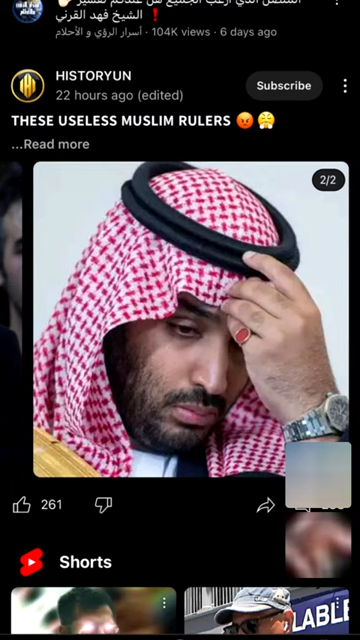 الشيخ فهد القرني ❗
أسرار الرؤي و الأحلام · 104K views · 6 days ago
HISTORYUN
22 hours ago (edited)
Subscribe
THESE USELESS MUSLIM RULERS 😡😤
...Read more
2/2
261
Shorts
LABLE